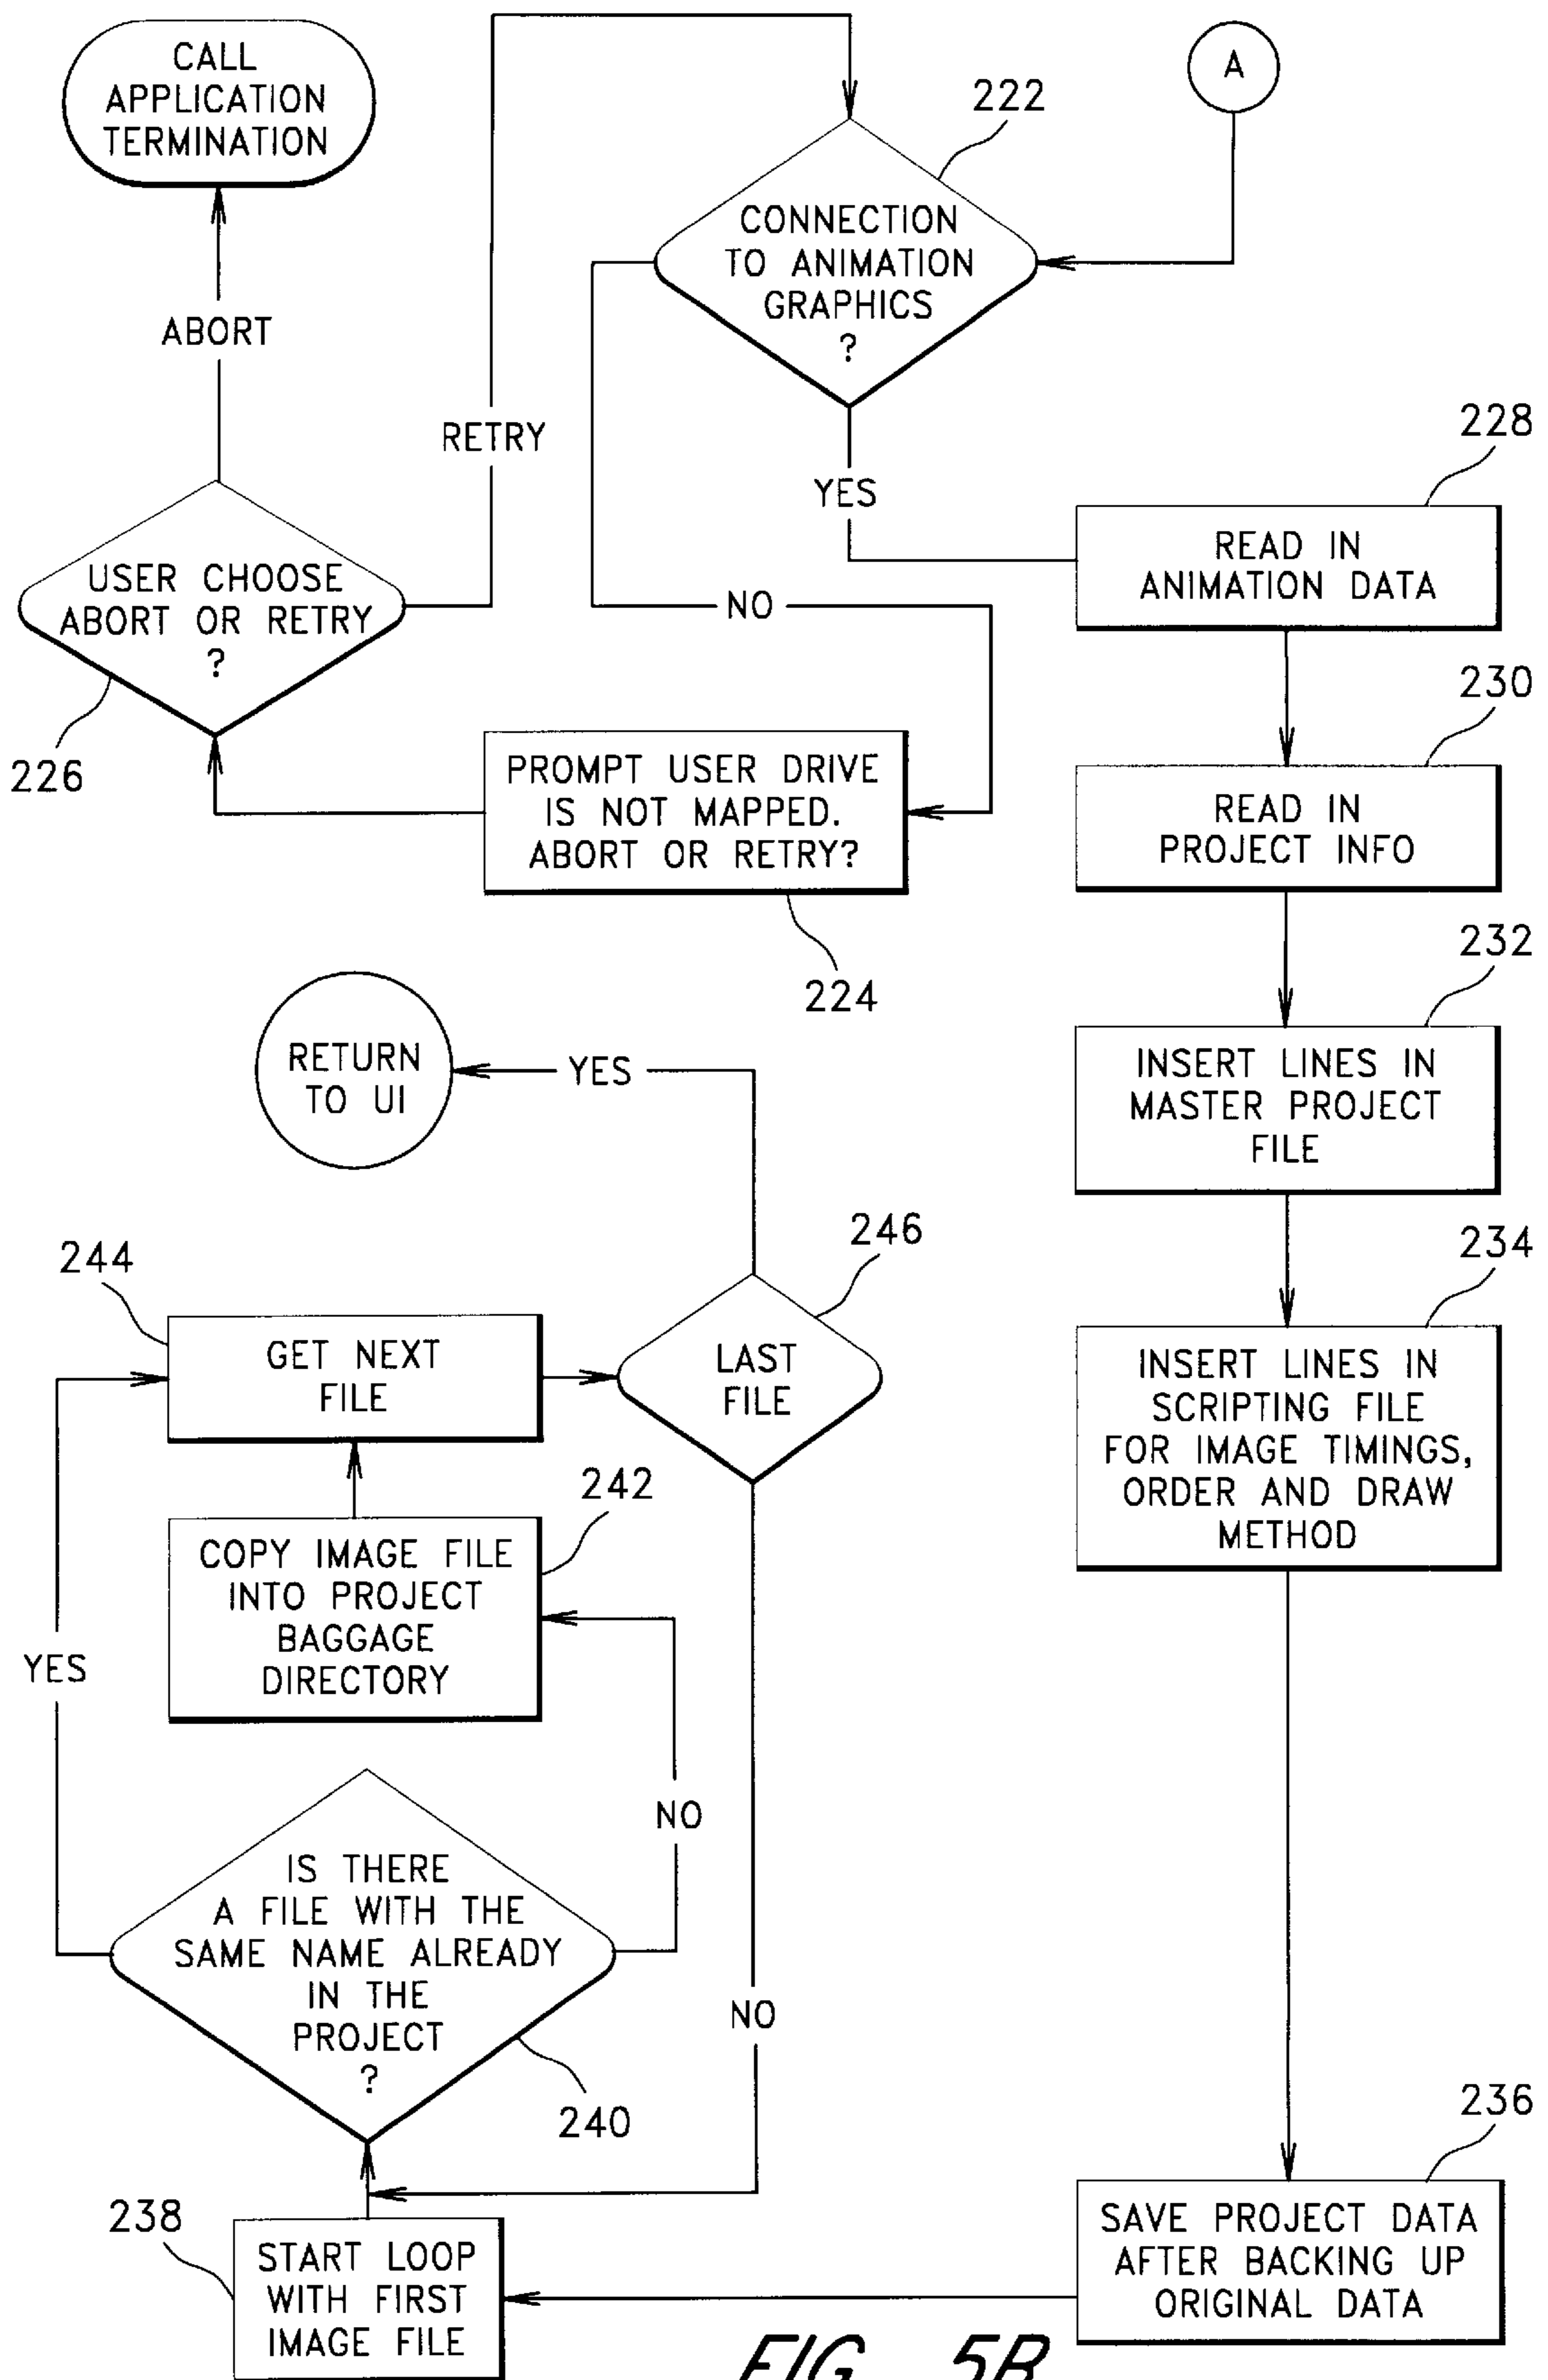 CALL
APPLICATION
TERMINATION
A
222
CONNECTION
TO ANIMATION
GRAPHICS
?
ABORT
RETRY
YES
228
READ IN
ANIMATION DATA
USER CHOOSE
ABORT OR RETRY
?
NO
226
230
PROMPT USER DRIVE
IS NOT MAPPED.
ABORT OR RETRY?
READ IN
PROJECT INFO
224
232
RETURN
TO UI
YES
INSERT LINES IN
MASTER PROJECT
FILE
244
246
234
GET NEXT
FILE
LAST
FILE
INSERT LINES IN
SCRIPTING FILE
FOR IMAGE TIMINGS,
ORDER AND DRAW
METHOD
242
COPY IMAGE FILE
INTO PROJECT
BAGGAGE
DIRECTORY
YES
NO
IS THERE
A FILE WITH THE
SAME NAME ALREADY
IN THE
PROJECT
?
NO
240
236
238
START LOOP
WITH FIRST
IMAGE FILE
SAVE PROJECT DATA
AFTER BACKING UP
ORIGINAL DATA
FIG. 5B